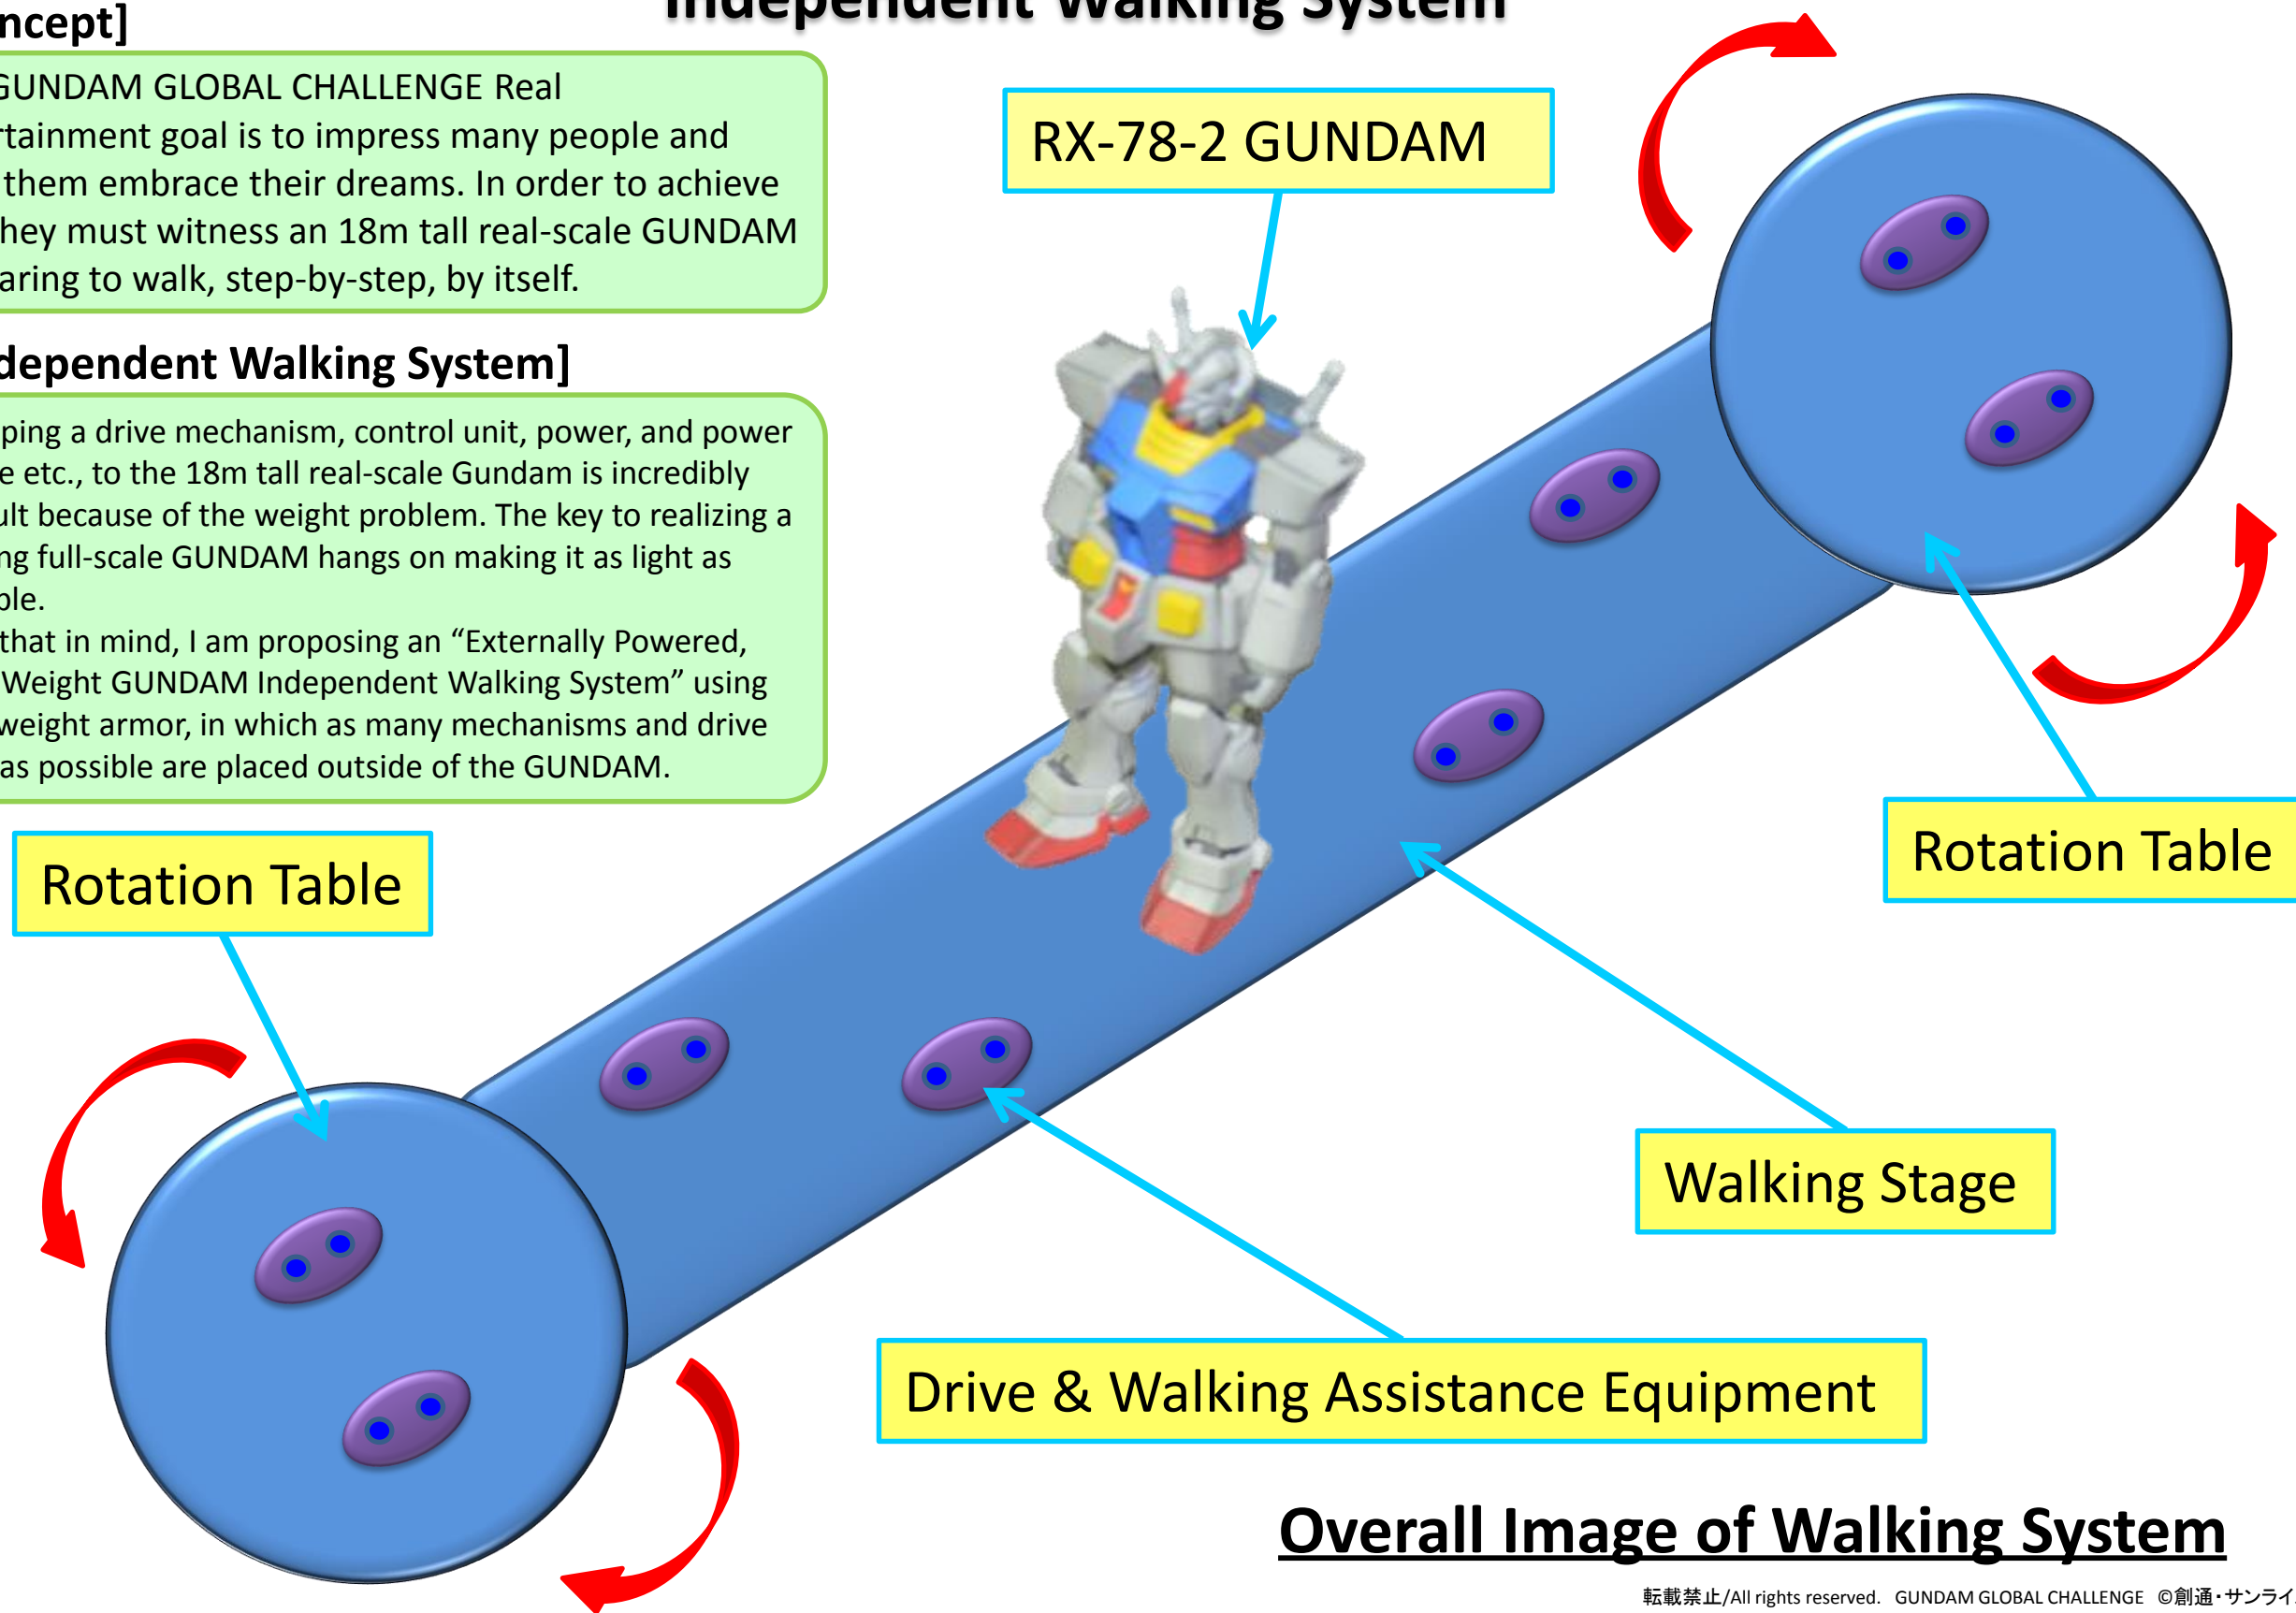 Independent Walking System
ncept]
GUNDAM GLOBAL CHALLENGE Real
rtainment goal is to impress many people and
them embrace their dreams. In order to achieve
hey must witness an 18m tall real-scale GUNDAM
aring to walk, step-by-step, by itself.
dependent Walking System]
ping a drive mechanism, control unit, power, and power
e etc., to the 18m tall real-scale Gundam is incredibly
ult because of the weight problem. The key to realizing a
ng full-scale GUNDAM hangs on making it as light as
ble.
that in mind, I am proposing an “Externally Powered,
Weight GUNDAM Independent Walking System” using
weight armor, in which as many mechanisms and drive
as possible are placed outside of the GUNDAM.
RX-78-2 GUNDAM
Rotation Table
Rotation Table
Walking Stage
Drive & Walking Assistance Equipment
Overall Image of Walking System
転載禁止/All rights reserved. GUNDAM GLOBAL CHALLENGE ©創通・サンライ